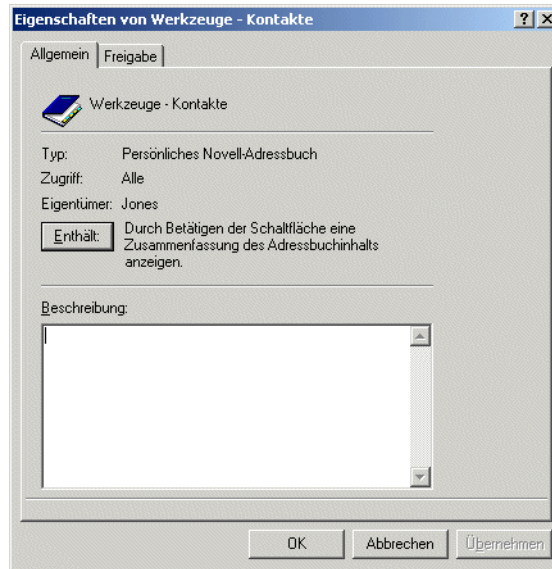 Eigenschaften von Werkzeuge - Kontakte
Allgemein Freigabe
Werkzeuge - Kontakte
Typ: Persönliches Novell-Adressbuch
Zugriff: Alle
Eigentümer: Jones
Enthält: Durch Betätigen der Schaltfläche eine
Zusammenfassung des Adressbuchinhalts
anzeigen.
Beschreibung:
OK Abbrechen Übernehmen